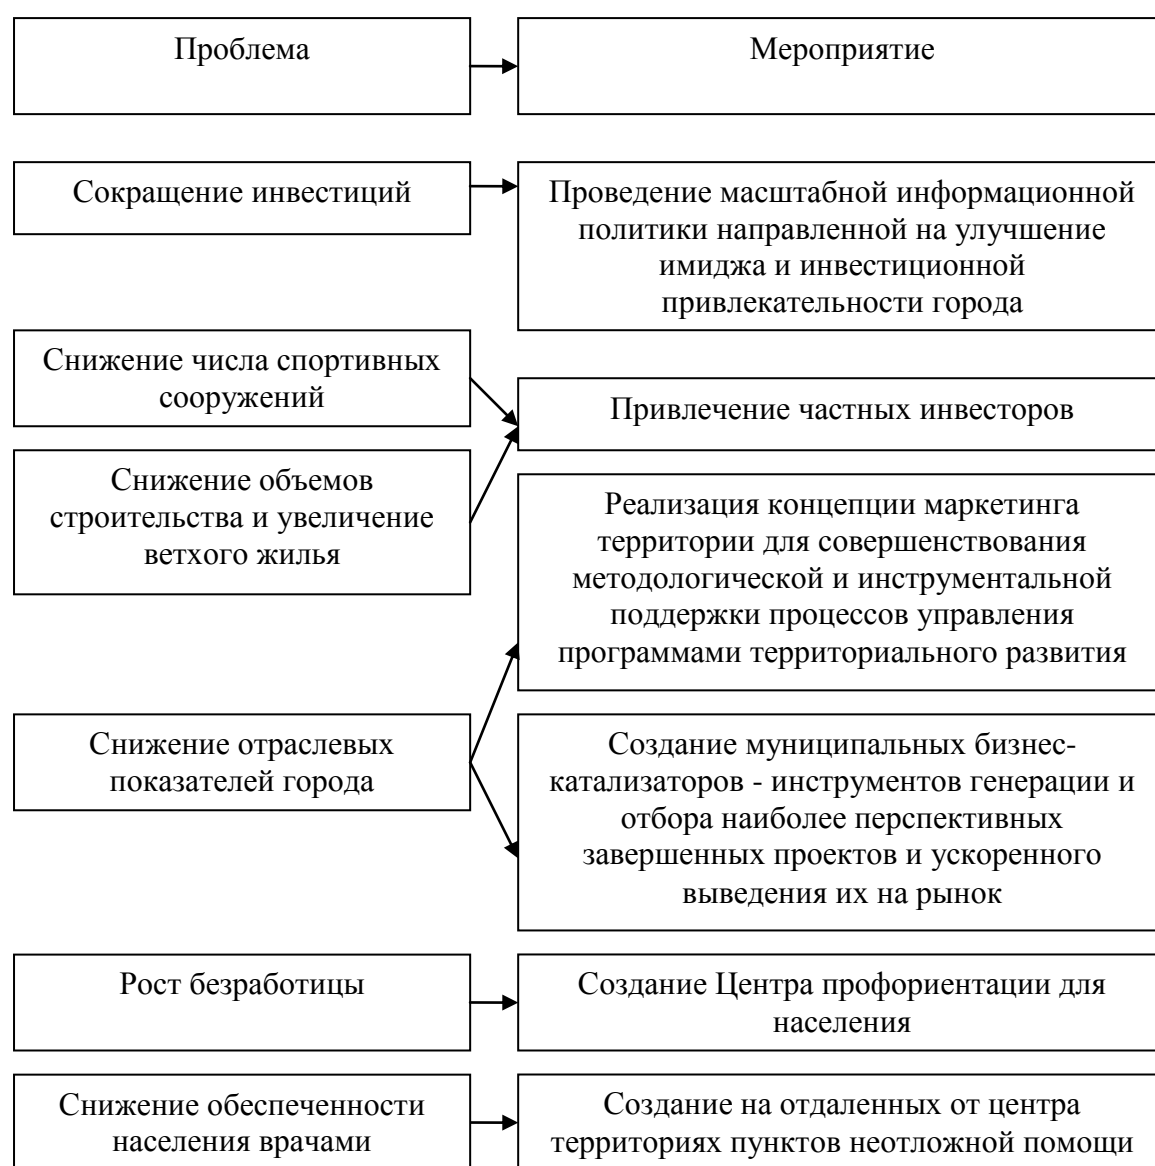 Проблема
Мероприятие
Сокращение инвестиций
Проведение масштабной информационной
политики направленной на улучшение
имиджа и инвестиционной
привлекательности города
Снижение числа спортивных
сооружений
Привлечение частных инвесторов
Снижение объемов
строительства и увеличение
ветхого жилья
Реализация концепции маркетинга
территории для совершенствования
методологической и инструментальной
поддержки процессов управления
программами территориального развития
Снижение отраслевых
показателей города
Создание муниципальных бизнес-
катализаторов - инструментов генерации и
отбора наиболее перспективных
завершенных проектов и ускоренного
выведения их на рынок
Рост безработицы
Создание Центра профориентации для
населения
Снижение обеспеченности
населения врачами
Создание на отдаленных от центра
территориях пунктов неотложной помощи